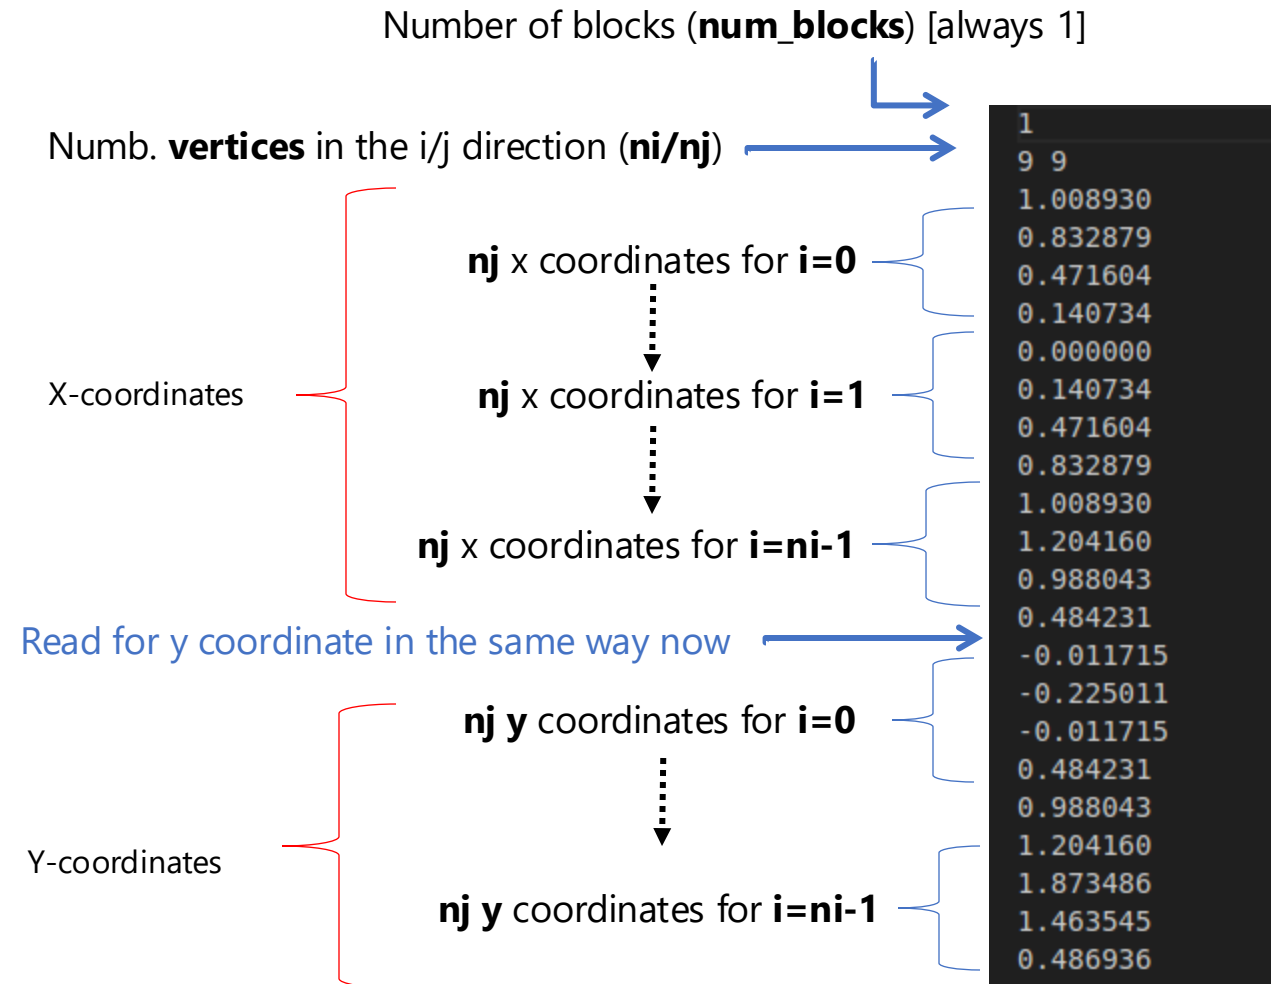 Number of blocks (num_blocks) [always 1]
Numb. vertices in the i/j direction (ni/nj)
X-coordinates
nj x coordinates for i=0
nj x coordinates for i=1
nj x coordinates for i=ni-1
Read for y coordinate in the same way now
Y-coordinates
nj y coordinates for i=0
nj y coordinates for i=ni-1
1
9 9
1.008930
0.832879
0.471604
0.140734
0.000000
0.140734
0.471604
0.832879
1.008930
1.204160
0.988043
0.484231
-0.011715
-0.225011
-0.011715
0.484231
0.988043
1.204160
1.873486
1.463545
0.486936